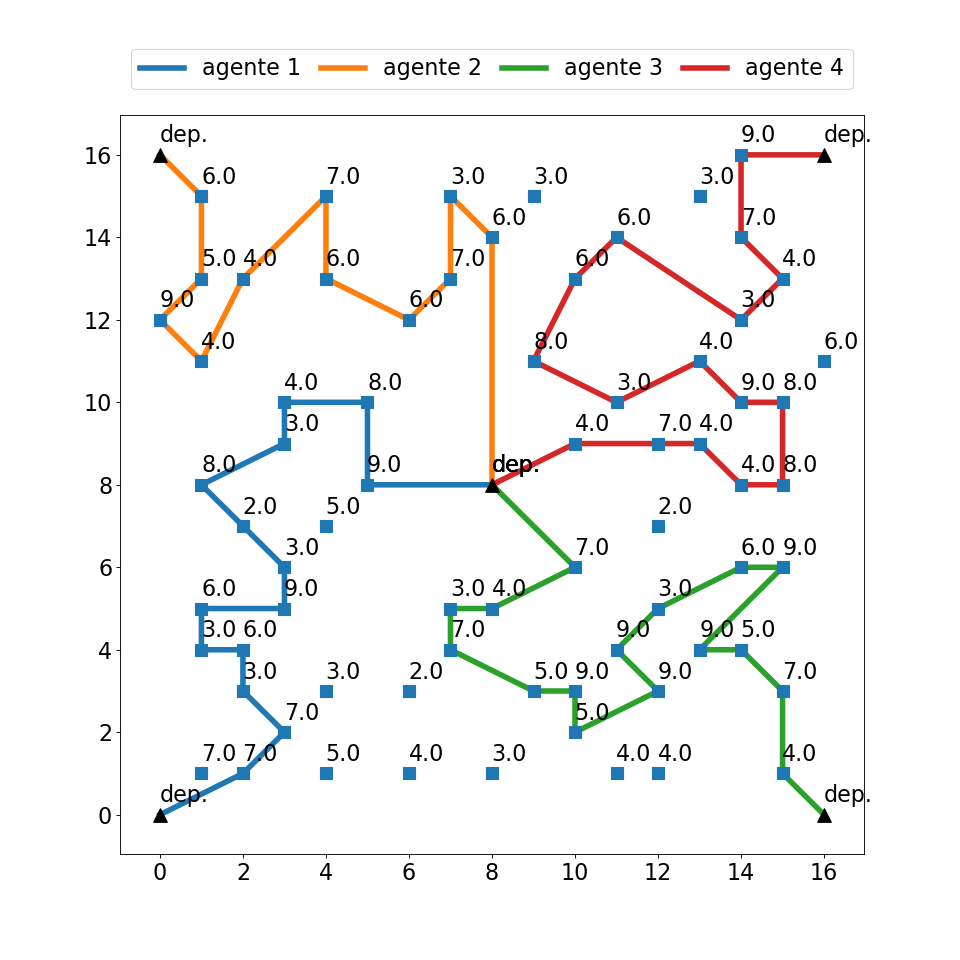 agente 1 agente 2 agente 3 agente 4
9.0
16 dep. dep.
6.0 7.0 3.0 3.0 3.0
6.0 6.0 7.0
14
5.0 4.0 6.0 7.0 6.0 4.0
9.0 6.0 3.0
12
4.0 8.0 4.0 6.0
4.0 8.0 3.0 9.0 8.0
10
3.0 4.0 7.0 4.0
8.0 9.0 dep. 4.0 8.0
8
2.0 5.0 2.0
3.0 7.0 6.0 9.0
6
6.0 9.0 3.0 4.0 3.0
3.0 6.0 7.0 9.0 9.0 5.0
4
3.0 3.0 2.0 5.0 9.0 9.0 7.0
7.0 5.0
2
7.0 7.0 5.0 4.0 3.0 4.0 4.0 4.0
dep. dep.
0
0 2 4 6 8 10 12 14 16